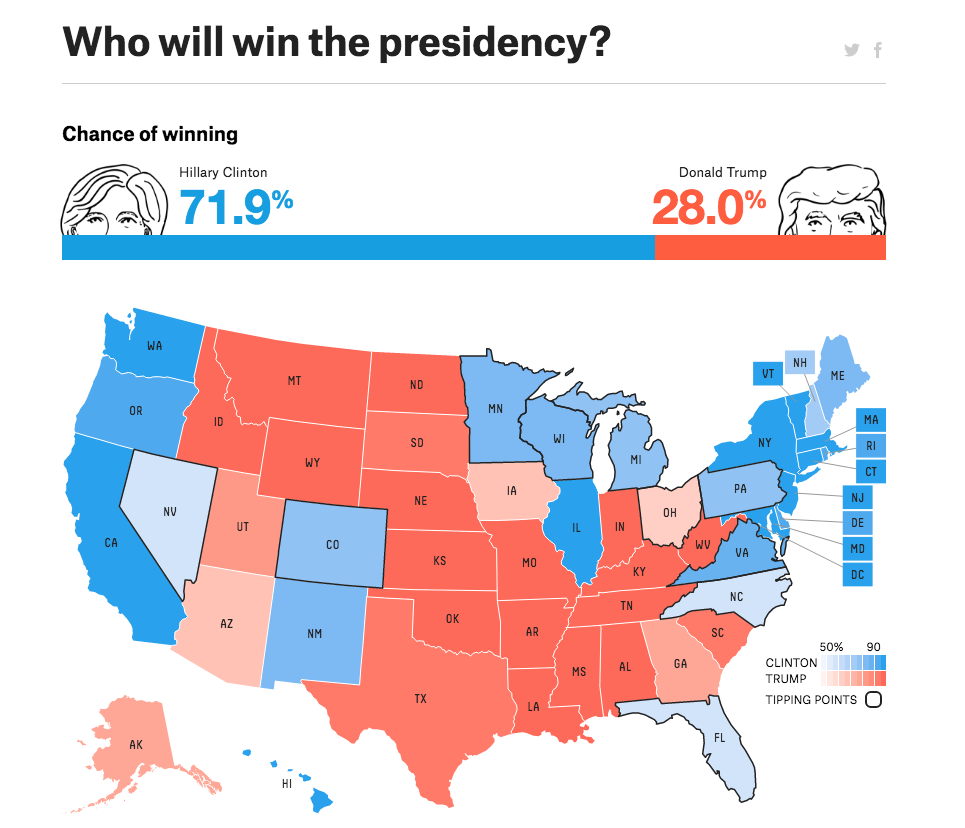 Who will win the presidency?
Chance of winning
Hillary Clinton
71.9%
Donald Trump
28.0%
WA
OR
CA
NV
ID
MT
WY
UT
AZ
CO
NM
ND
SD
NE
KS
OK
TX
MN
IA
MO
AR
LA
WI
IL
MI
IN
OH
KY
TN
MS
AL
GA
FL
SC
NC
VA
WV
PA
NY
VT
NH
ME
MA
RI
CT
NJ
DE
MD
DC
AK
HI
50% 90
CLINTON
TRUMP
TIPPING POINTS